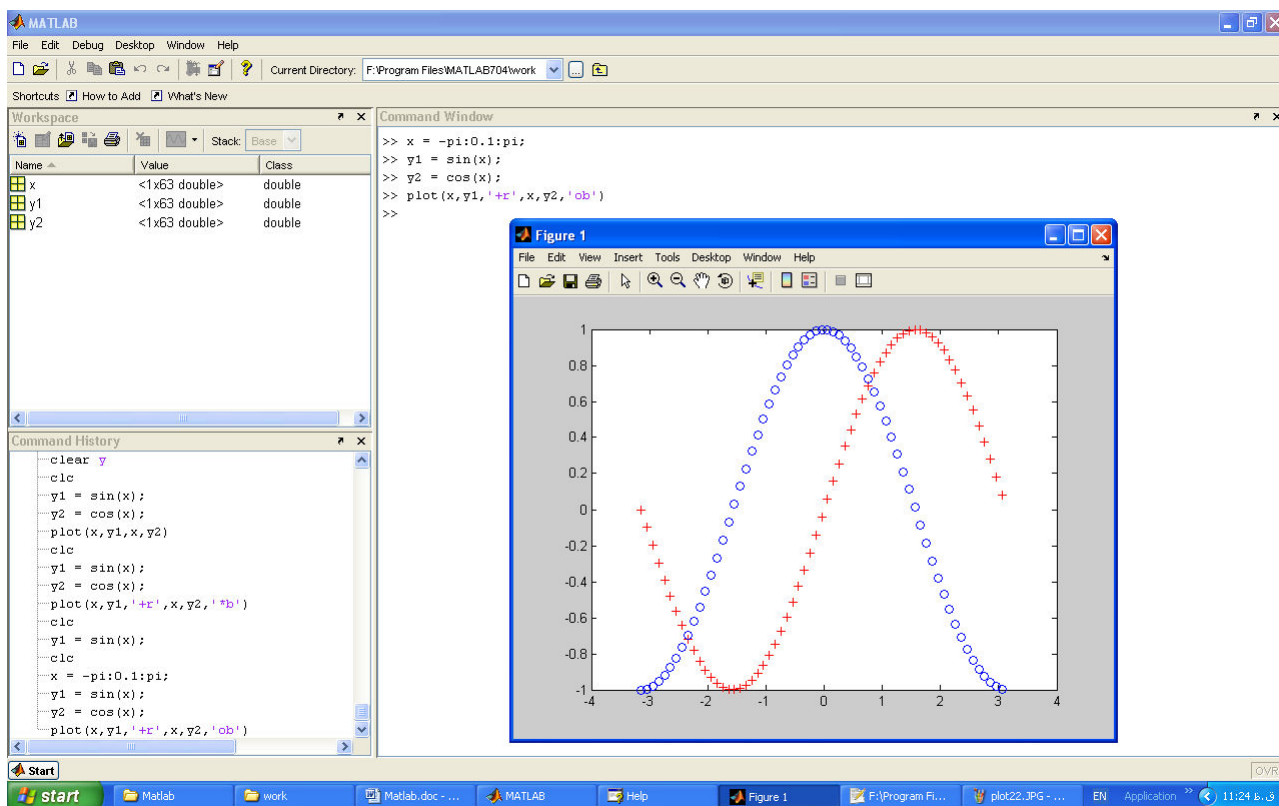 MATLAB
File Edit Debug Desktop Window Help
Current Directory: F:\Program Files\MATLAB704\work
Shortcuts How to Add What's New
Workspace
Stack: Base
Name Value Class
x <1x63 double> double
y1 <1x63 double> double
y2 <1x63 double> double
Command History
clear y
clc
y1 = sin(x);
y2 = cos(x);
plot(x,y1,x,y2)
clc
y1 = sin(x);
y2 = cos(x);
plot(x,y1,'+r',x,y2,'*b')
clc
y1 = sin(x);
clc
x = -pi:0.1:pi;
y1 = sin(x);
y2 = cos(x);
plot(x,y1,'+r',x,y2,'ob')
Command Window
>> x = -pi:0.1:pi;
>> y1 = sin(x);
>> y2 = cos(x);
>> plot(x,y1,'+r',x,y2,'ob')
>>
Figure 1
File Edit View Insert Tools Desktop Window Help
1
0.8
0.6
0.4
0.2
0
-0.2
-0.4
-0.6
-0.8
-1
-4 -3 -2 -1 0 1 2 3 4
Start
OVR
start Matlab work Matlab.doc - ... MATLAB Help Figure 1 F:\Program Fi... plot22.JPG - ... EN Application 11:24 ق.ظ